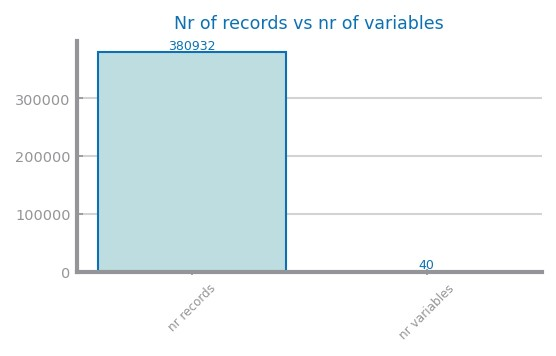 Nr of records vs nr of variables
380932
300000
200000
100000
0
40
nr records
nr variables